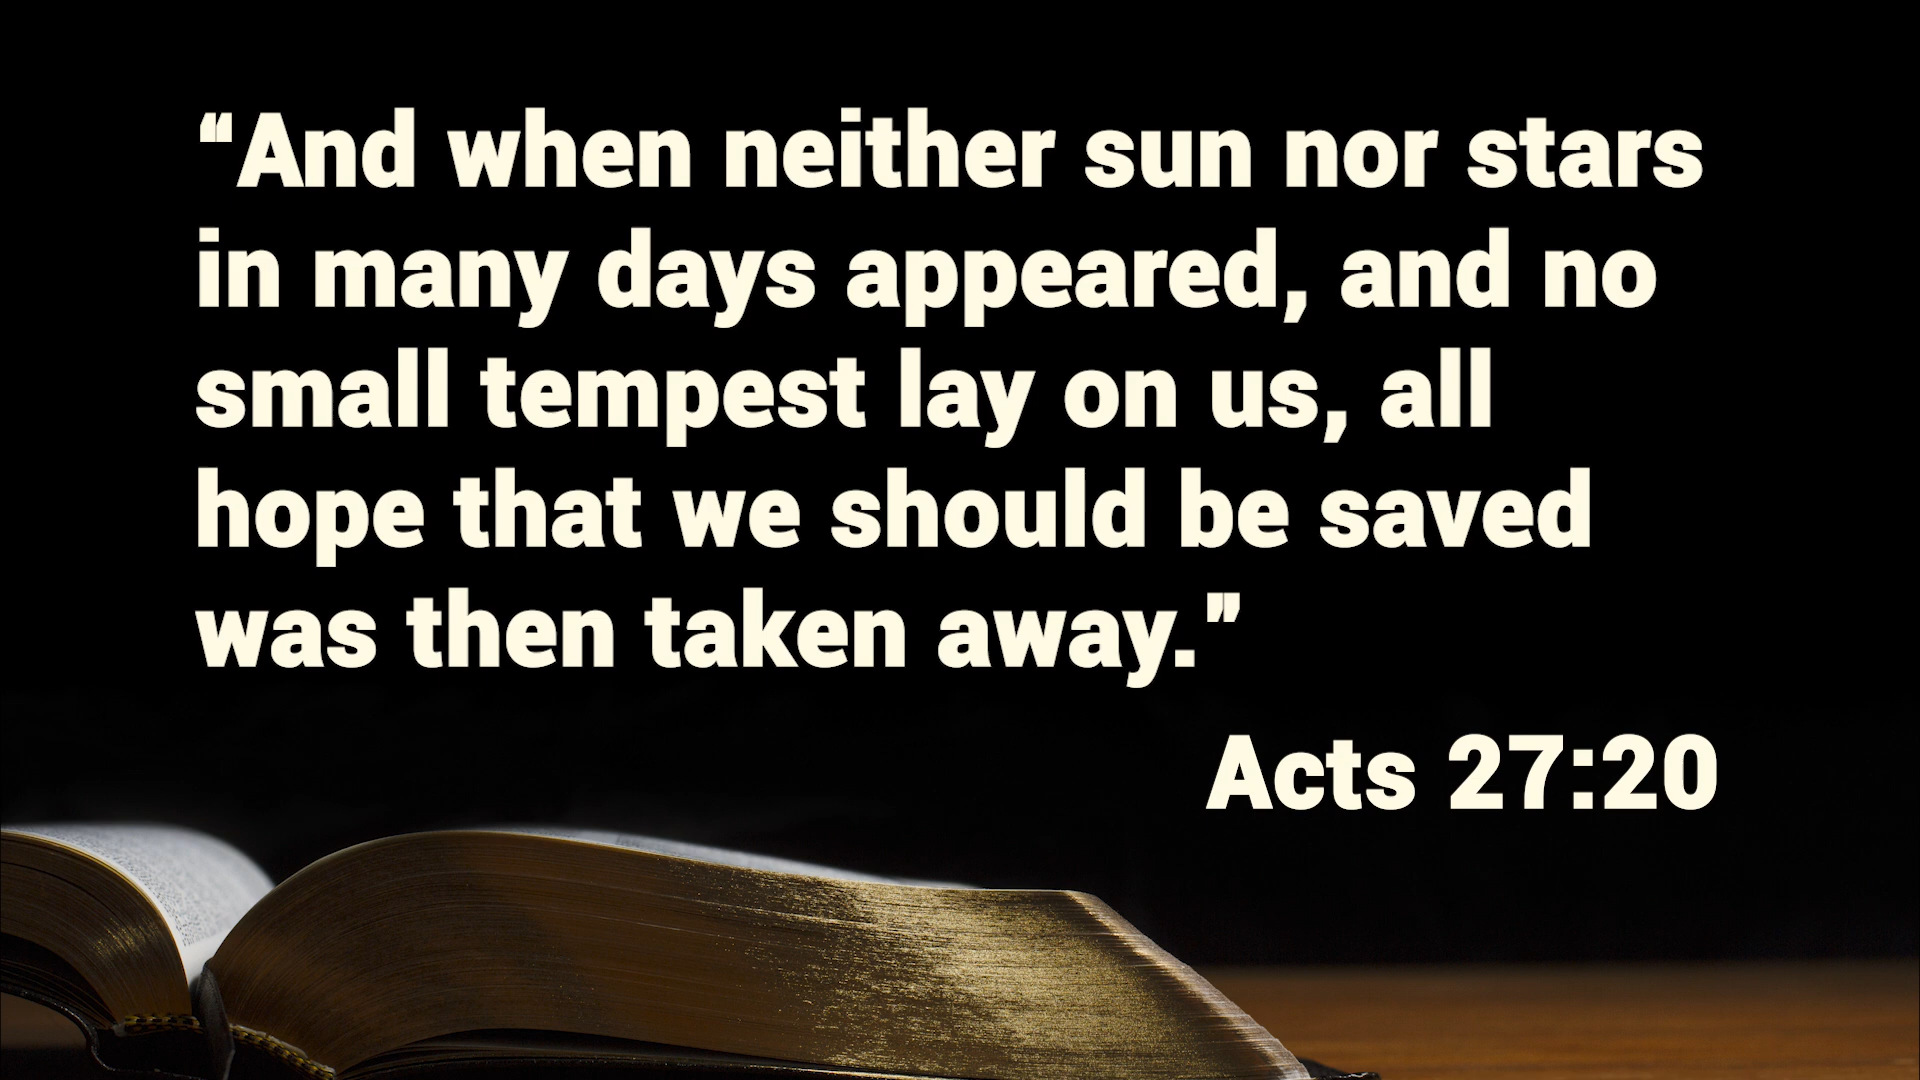 “And when neither sun nor stars
in many days appeared, and no
small tempest lay on us, all
hope that we should be saved
was then taken away.”
Acts 27:20